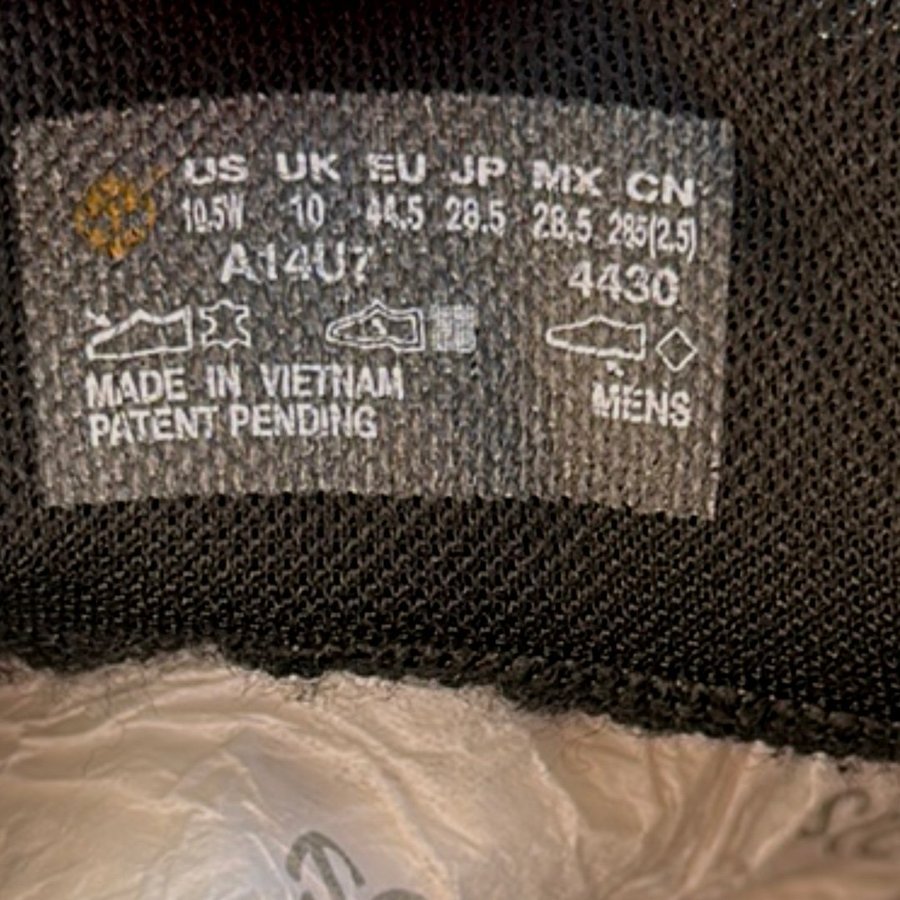 US UK EU JP MX CN
10.5W 10 44.5 28.5 28.5 285(2.5)
A14U7 4430
MADE IN VIETNAM
PATENT PENDING
MENS